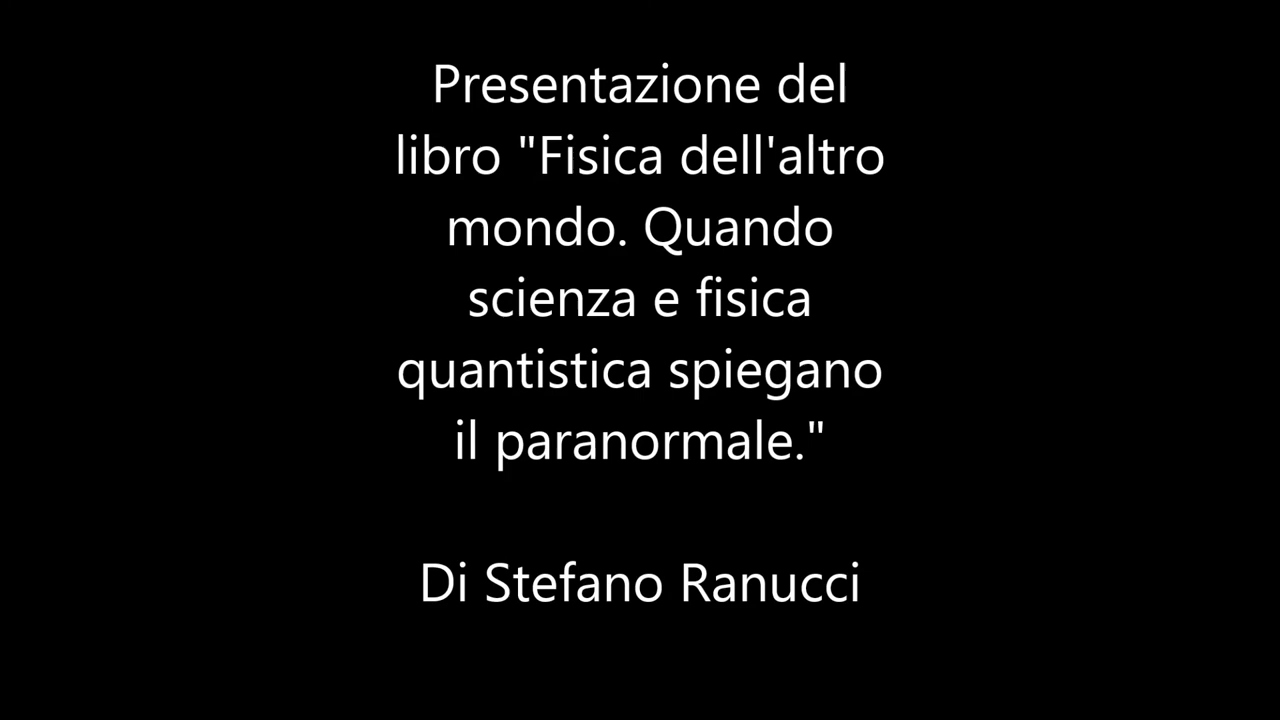 Presentazione del
libro "Fisica dell'altro
mondo. Quando
scienza e fisica
quantistica spiegano
il paranormale."
Di Stefano Ranucci